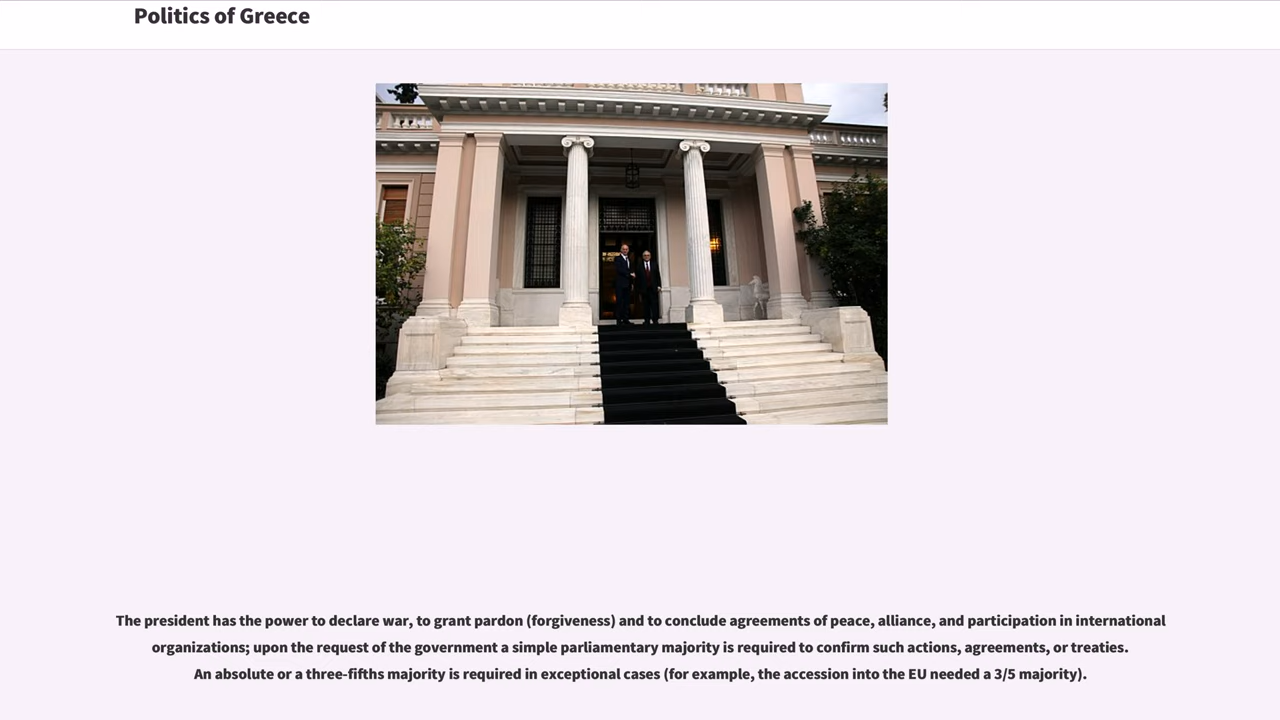 Politics of Greece
The president has the power to declare war, to grant pardon (forgiveness) and to conclude agreements of peace, alliance, and participation in international
organizations; upon the request of the government a simple parliamentary majority is required to confirm such actions, agreements, or treaties.
An absolute or a three-fifths majority is required in exceptional cases (for example, the accession into the EU needed a 3/5 majority).